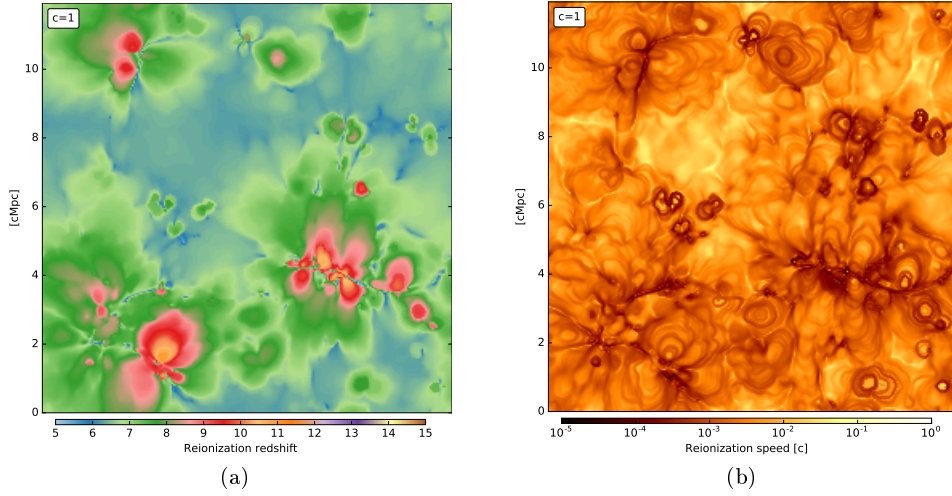 c=1
10
8
6
4
2
0
[cMpc]
5 6 7 8 9 10 11 12 13 14 15
Reionization redshift
(a)
c=1
10
8
6
4
2
0
[cMpc]
10^-5 10^-4 10^-3 10^-2 10^-1 10^0
Reionization speed [c]
(b)